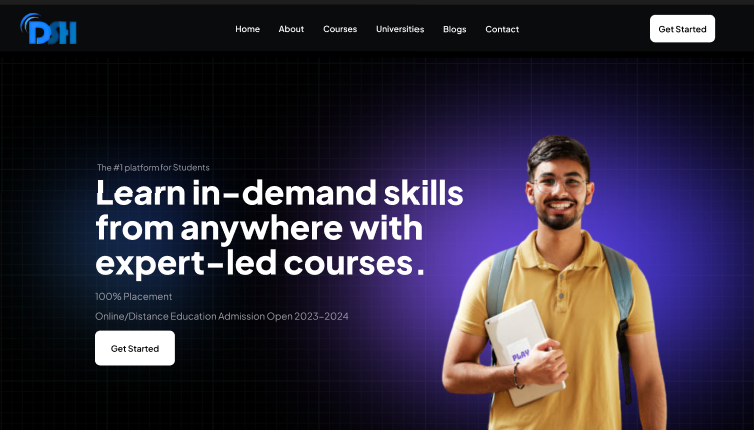 DSH
Home About Courses Universities Blogs Contact
Get Started
The #1 platform for Students
Learn in-demand skills
from anywhere with
expert-led courses.
100% Placement
Online/Distance Education Admission Open 2023-2024
Get Started
PLAY